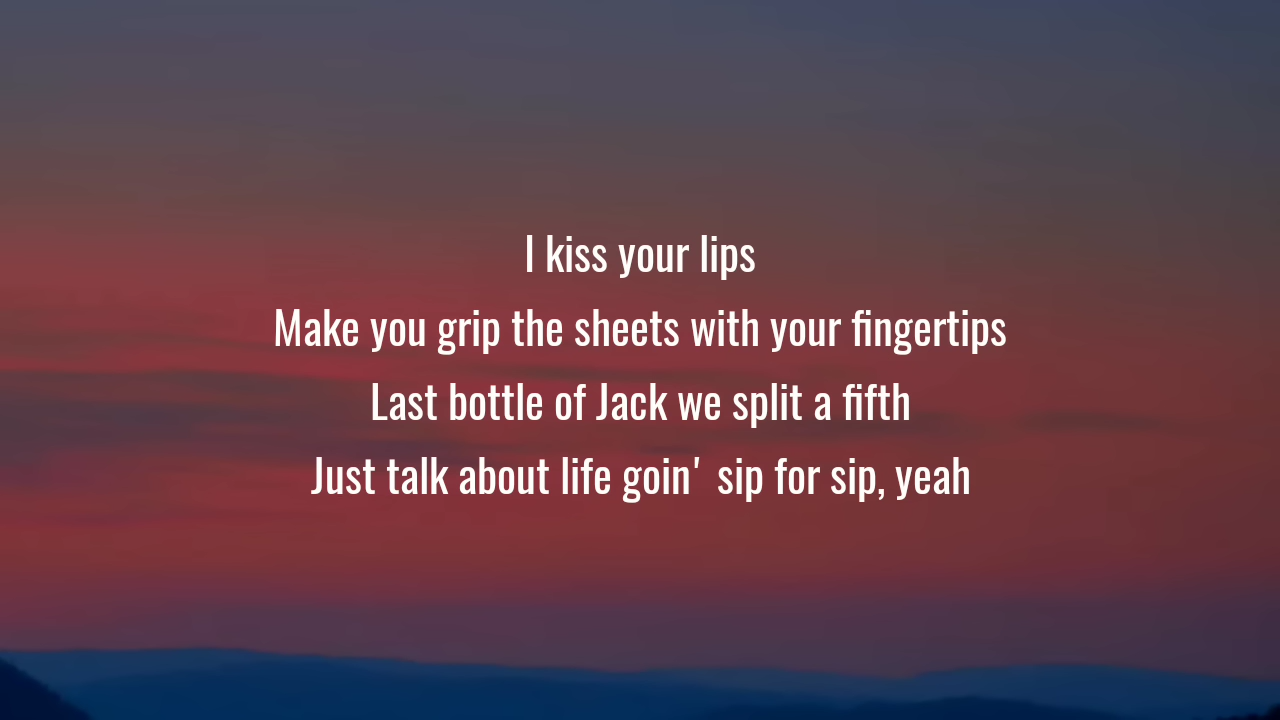 I kiss your lips
Make you grip the sheets with your fingertips
Last bottle of Jack we split a fifth
Just talk about life goin' sip for sip, yeah